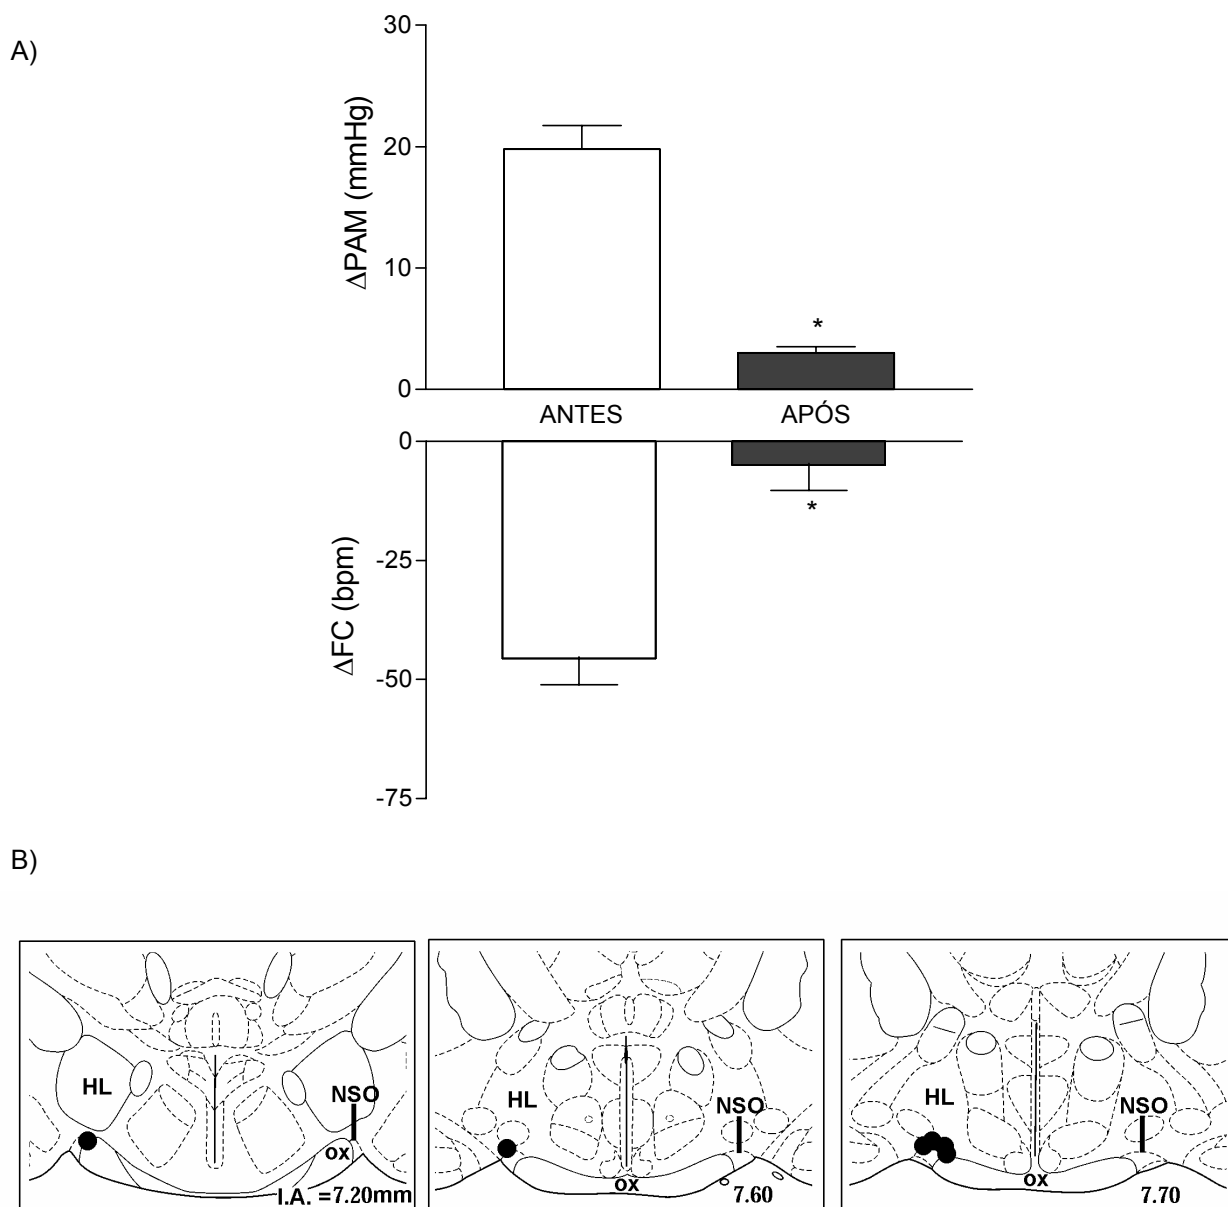 A)
30
20
10
0
ΔPAM (mmHg)
*
ANTES APÓS
0
-25
-50
-75
ΔFC (bpm)
*
B)
HL NSO
ox
I.A. =7.20mm
HL NSO
ox
7.60
HL NSO
ox
7.70